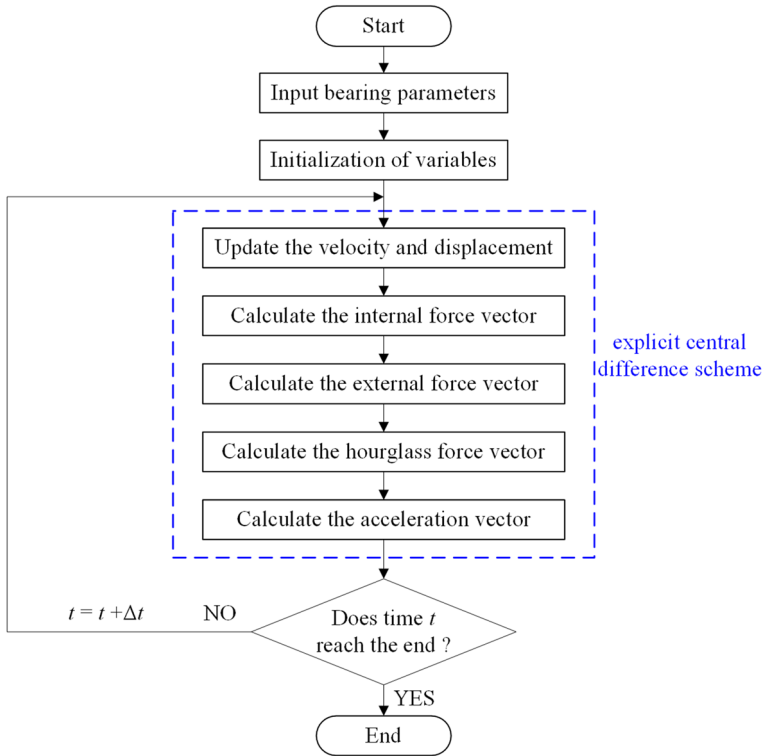 Start
Input bearing parameters
Initialization of variables
Update the velocity and displacement
Calculate the internal force vector
explicit central
difference scheme
Calculate the external force vector
Calculate the hourglass force vector
Calculate the acceleration vector
t = t +Δt
NO
Does time t
reach the end ?
YES
End